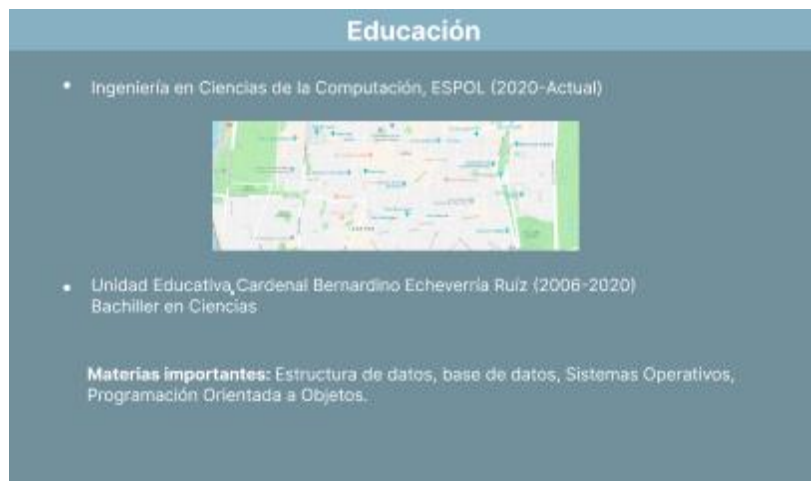 Educación
• Ingeniería en Ciencias de la Computación, ESPOL (2020-Actual)
• Unidad Educativa Cardenal Bernardino Echeverría Ruíz (2006-2020)
Bachiller en Ciencias
Materias importantes: Estructura de datos, base de datos, Sistemas Operativos,
Programación Orientada a Objetos.